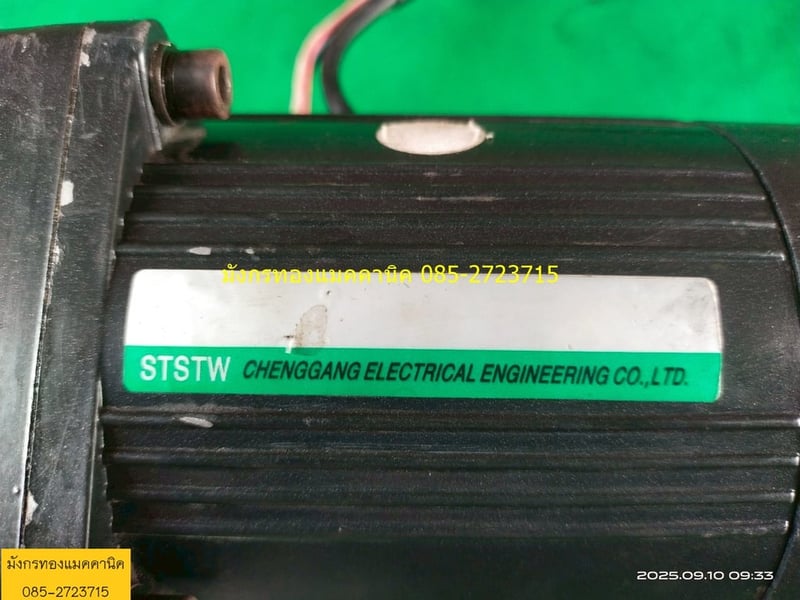 มังกรทองแมคคานิค 085-2723715
STSTW CHENGGANG ELECTRICAL ENGINEERING CO.,LTD.
มังกรทองแมคคานิค
085-2723715
2025.09.10 09:33